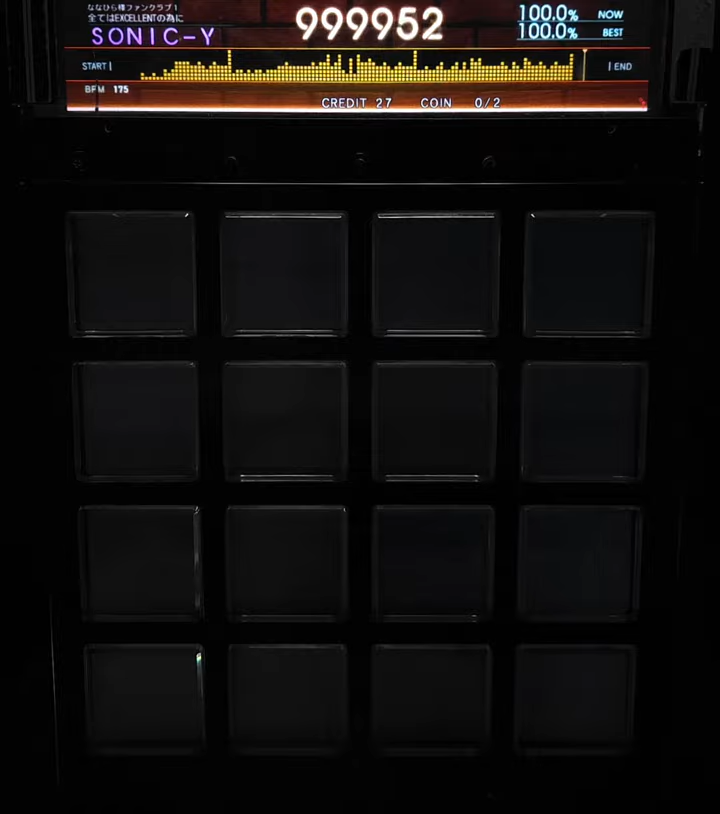 ななひら様ファンクラブ1
全てはEXCELLENTの為に
SONIC-Y
999952
100.0% NOW
100.0% BEST
START
END
BPM 175
CREDIT 27 COIN 0/2